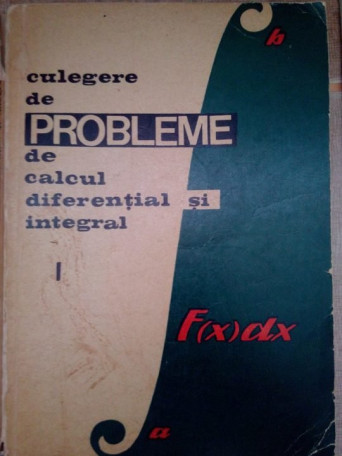 culegere
de
PROBLEME
de
calcul
diferențial și
integral
I
b
F(x)dx
a